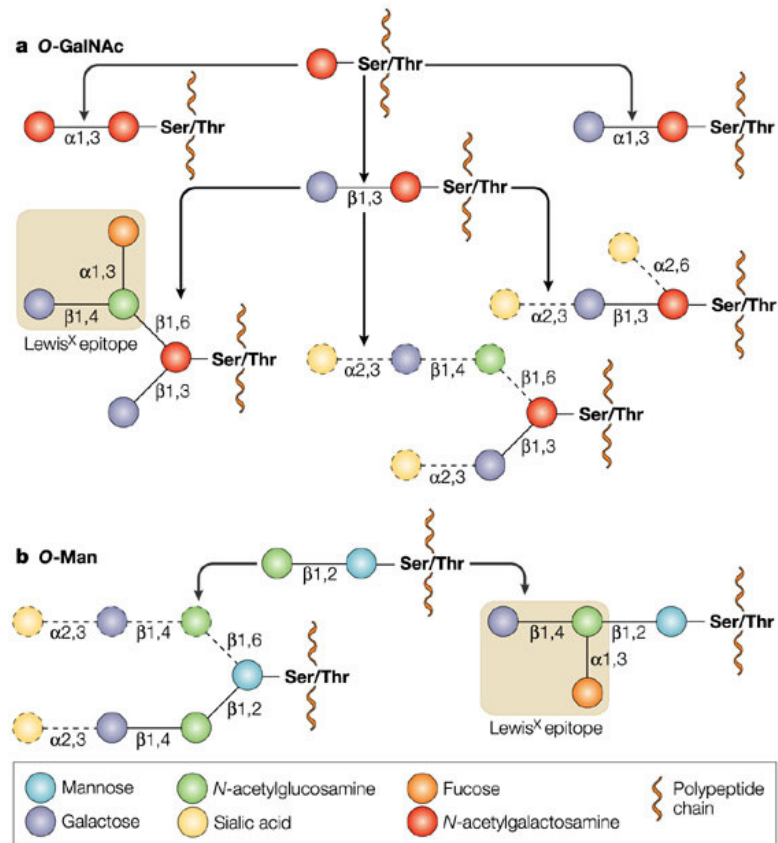 a O-GalNAc
Ser/Thr
α1,3
Ser/Thr
α1,3
Ser/Thr
β1,3
Ser/Thr
α1,3
β1,4
Lewisˣ epitope
β1,6
β1,3
Ser/Thr
α2,6
α2,3
β1,3
Ser/Thr
α2,3
β1,4
β1,6
β1,3
α2,3
Ser/Thr
b O-Man
β1,2
Ser/Thr
α2,3
β1,4
β1,6
β1,2
α2,3
β1,4
Ser/Thr
β1,4
β1,2
Ser/Thr
α1,3
Lewisˣ epitope
Mannose
N-acetylglucosamine
Fucose
Polypeptide
chain
Galactose
Sialic acid
N-acetylgalactosamine